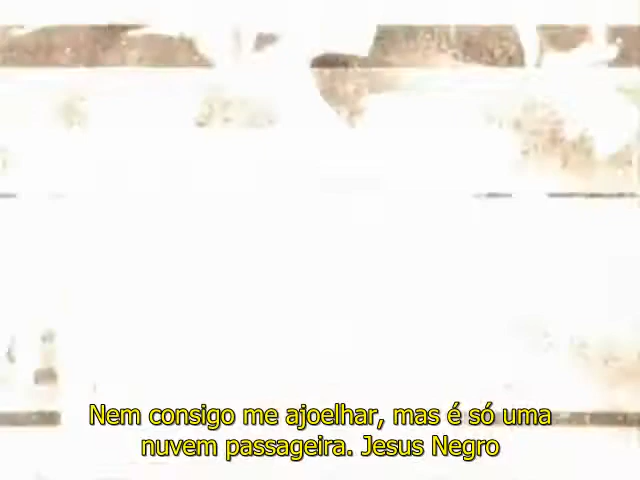 Nem consigo me ajoelhar, mas é só uma
nuvem passageira. Jesus Negro